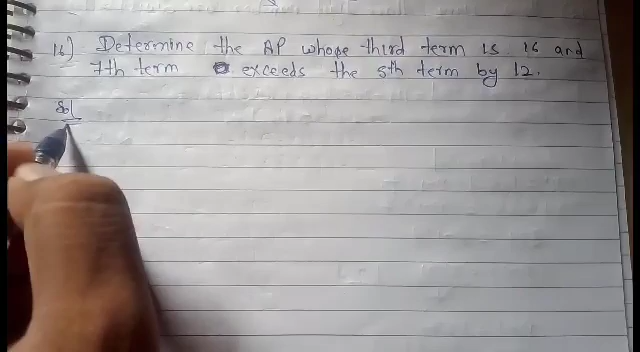 16) Determine the AP whose third term is 16 and
7th term exceeds the 5th term by 12.
Sol